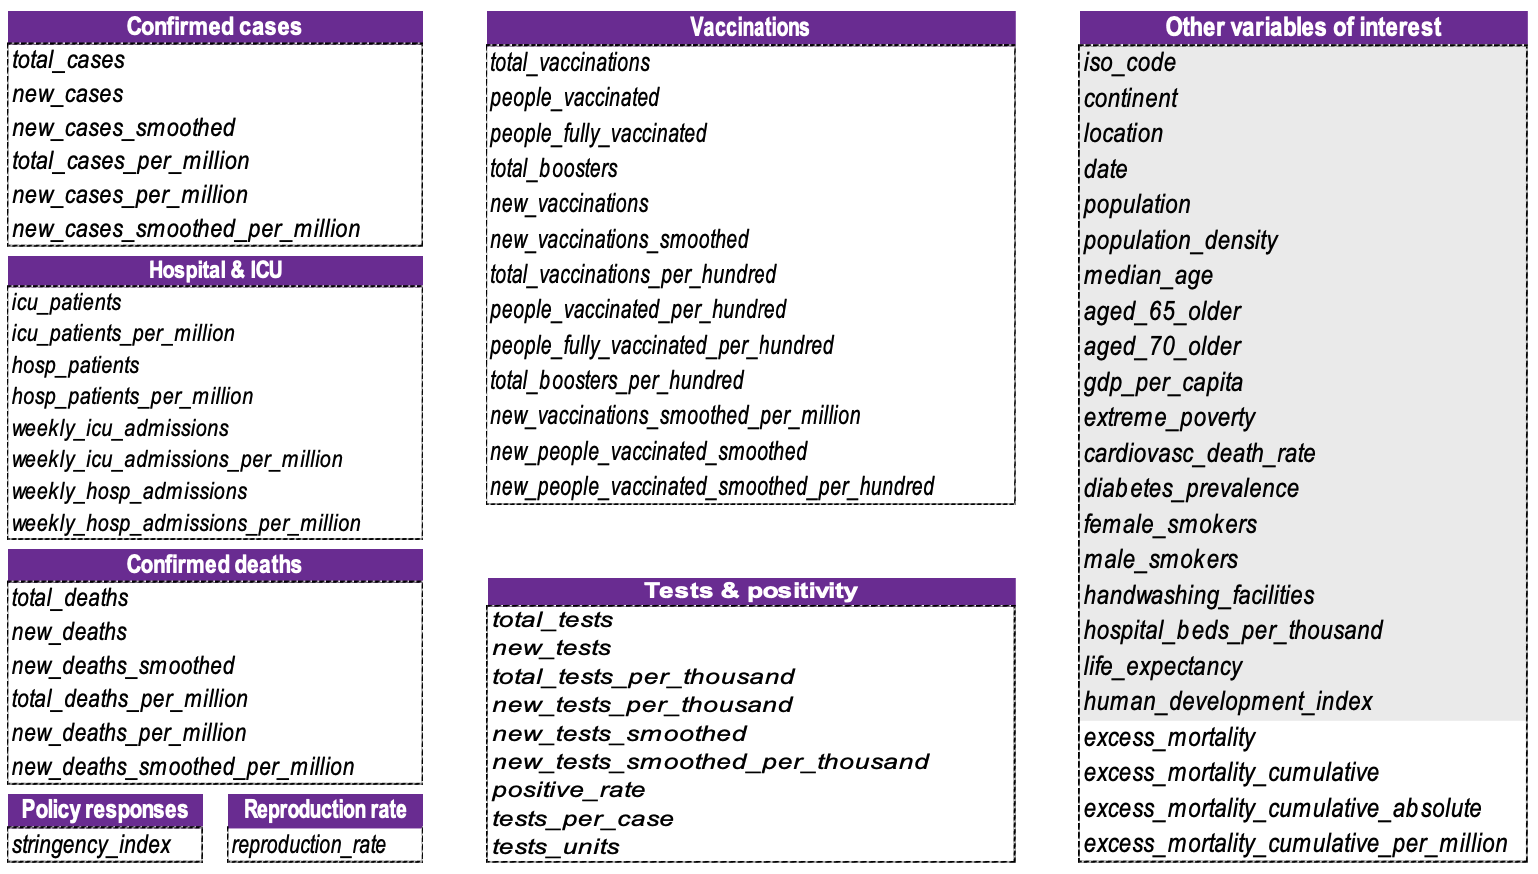 Confirmed cases
total_cases
new_cases
new_cases_smoothed
total_cases_per_million
new_cases_per_million
new_cases_smoothed_per_million
Hospital & ICU
icu_patients
icu_patients_per_million
hosp_patients
hosp_patients_per_million
weekly_icu_admissions
weekly_icu_admissions_per_million
weekly_hosp_admissions
weekly_hosp_admissions_per_million
Confirmed deaths
total_deaths
new_deaths
new_deaths_smoothed
total_deaths_per_million
new_deaths_per_million
new_deaths_smoothed_per_million
Policy responses
stringency_index
Reproduction rate
reproduction_rate
Vaccinations
total_vaccinations
people_vaccinated
people_fully_vaccinated
total_boosters
new_vaccinations
new_vaccinations_smoothed
total_vaccinations_per_hundred
people_vaccinated_per_hundred
people_fully_vaccinated_per_hundred
total_boosters_per_hundred
new_vaccinations_smoothed_per_million
new_people_vaccinated_smoothed
new_people_vaccinated_smoothed_per_hundred
Tests & positivity
total_tests
new_tests
total_tests_per_thousand
new_tests_per_thousand
new_tests_smoothed
new_tests_smoothed_per_thousand
positive_rate
tests_per_case
tests_units
Other variables of interest
iso_code
continent
location
date
population
population_density
median_age
aged_65_older
aged_70_older
gdp_per_capita
extreme_poverty
cardiovasc_death_rate
diabetes_prevalence
female_smokers
male_smokers
handwashing_facilities
hospital_beds_per_thousand
life_expectancy
human_development_index
excess_mortality
excess_mortality_cumulative
excess_mortality_cumulative_absolute
excess_mortality_cumulative_per_million